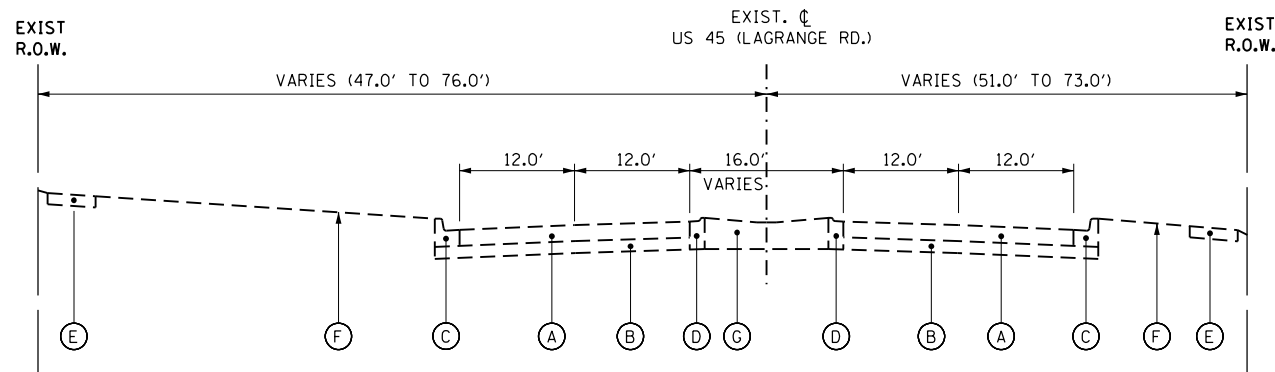 EXIST
R.O.W.
EXIST. ℄
US 45 (LAGRANGE RD.)
EXIST
R.O.W.
VARIES (47.0' TO 76.0')
VARIES (51.0' TO 73.0')
12.0'
12.0'
16.0'
VARIES
12.0'
12.0'
E
F
C
A
B
D
G
D
B
A
C
F
E